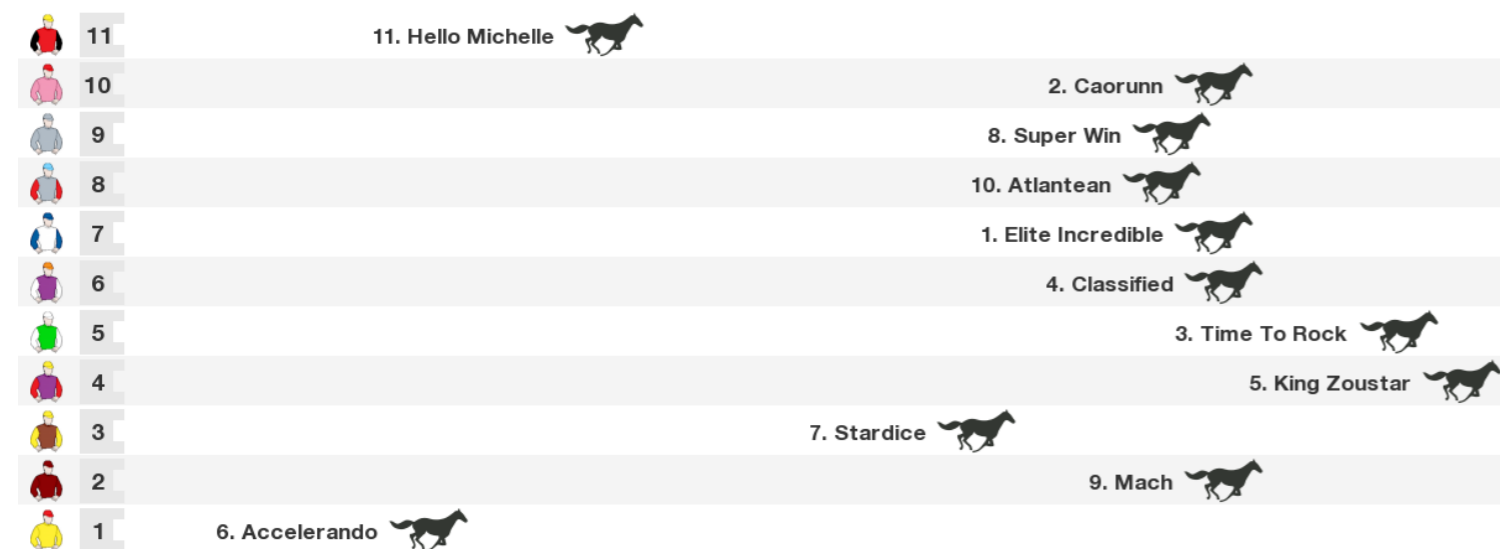 11 11. Hello Michelle
10 2. Caorunn
9 8. Super Win
8 10. Atlantean
7 1. Elite Incredible
6 4. Classified
5 3. Time To Rock
4 5. King Zoustar
3 7. Stardice
2 9. Mach
1 6. Accelerando